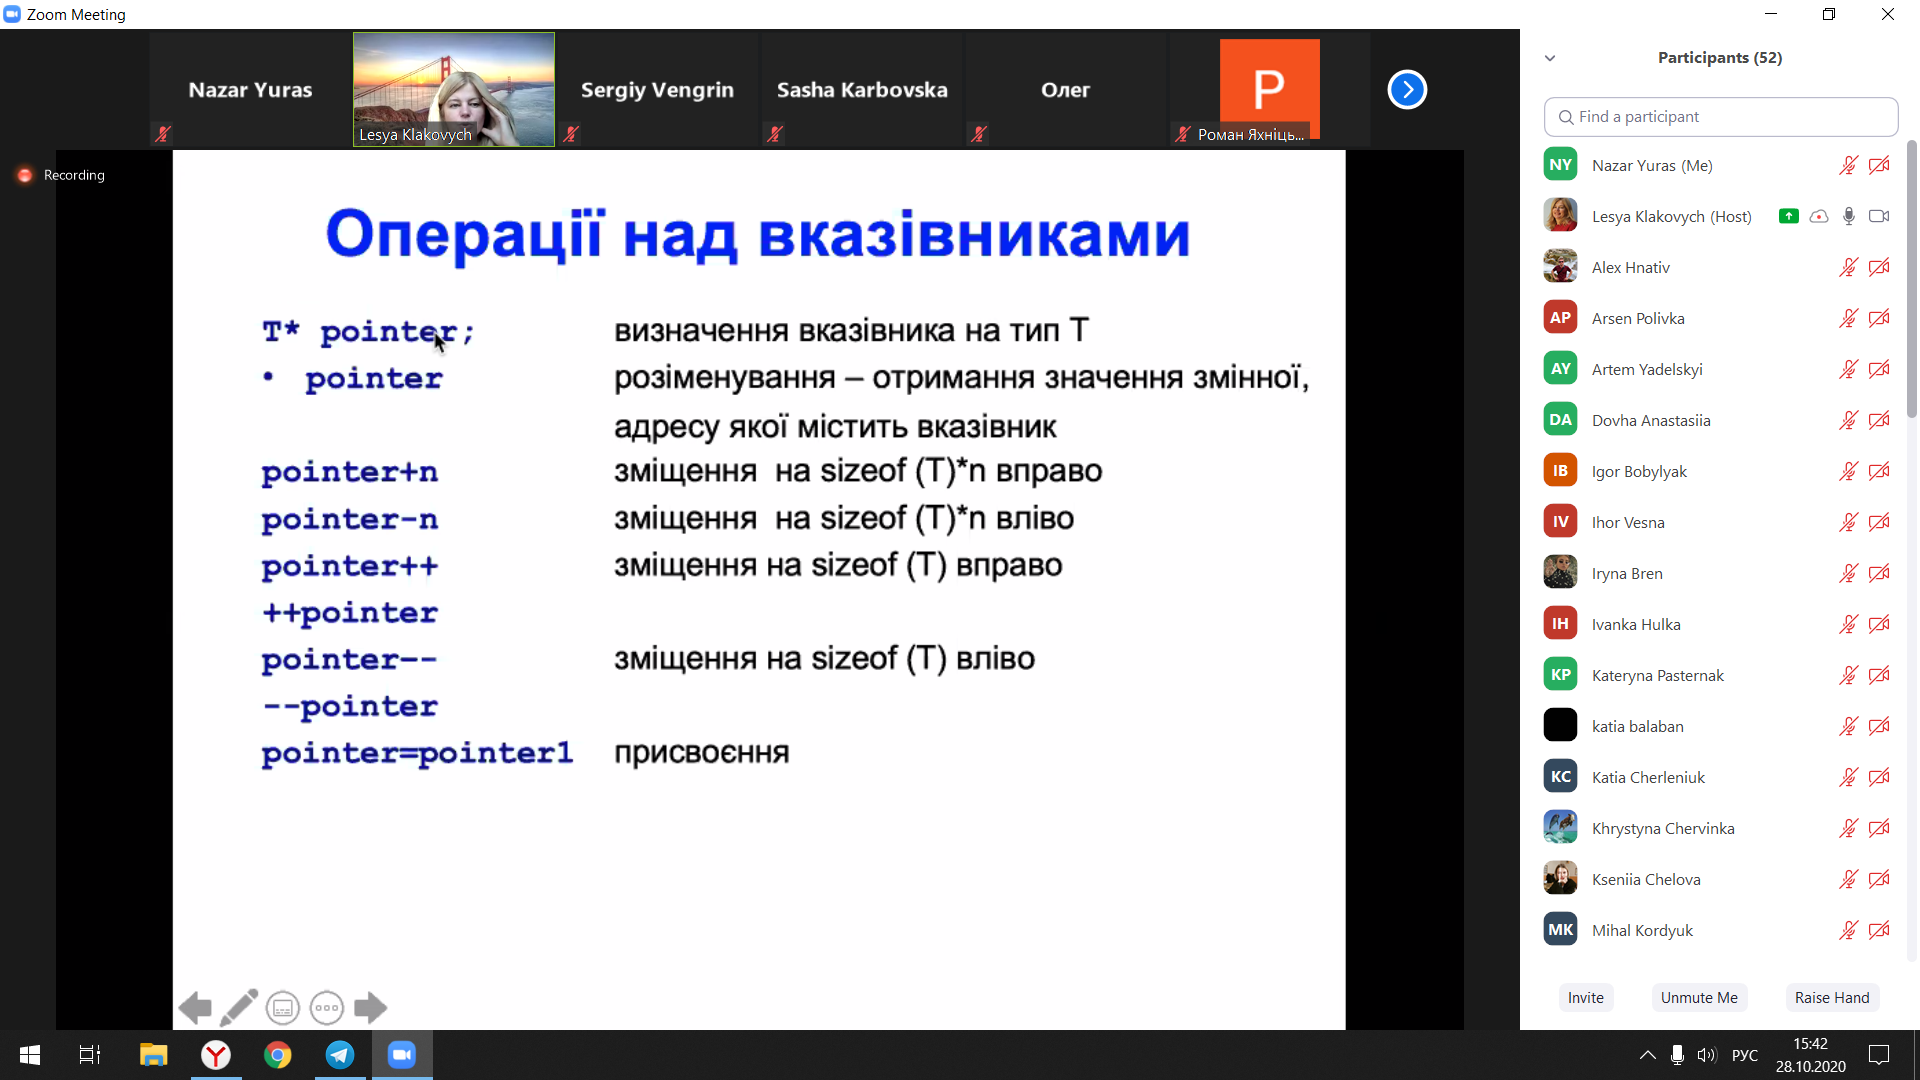 Zoom Meeting
Nazar Yuras
Lesya Klakovych
Sergiy Vengrin
Sasha Karbovska
Олег
Р
Роман Яхніць...
Recording
Операції над вказівниками
T* pointer; визначення вказівника на тип T
• pointer розіменування – отримання значення змінної,
адресу якої містить вказівник
pointer+n зміщення на sizeof (T)*n вправо
pointer-n зміщення на sizeof (T)*n вліво
pointer++ зміщення на sizeof (T) вправо
++pointer
pointer-- зміщення на sizeof (T) вліво
--pointer
pointer=pointer1 присвоєння
Participants (52)
Find a participant
NY Nazar Yuras (Me)
Lesya Klakovych (Host)
Alex Hnativ
AP Arsen Polivka
AY Artem Yadelskyi
DA Dovha Anastasiia
IB Igor Bobylyak
IV Ihor Vesna
Iryna Bren
IH Ivanka Hulka
KP Kateryna Pasternak
katia balaban
KC Katia Cherleniuk
Khrystyna Chervinka
Kseniia Chelova
MK Mihal Kordyuk
Invite Unmute Me Raise Hand
РУС
15:42
28.10.2020